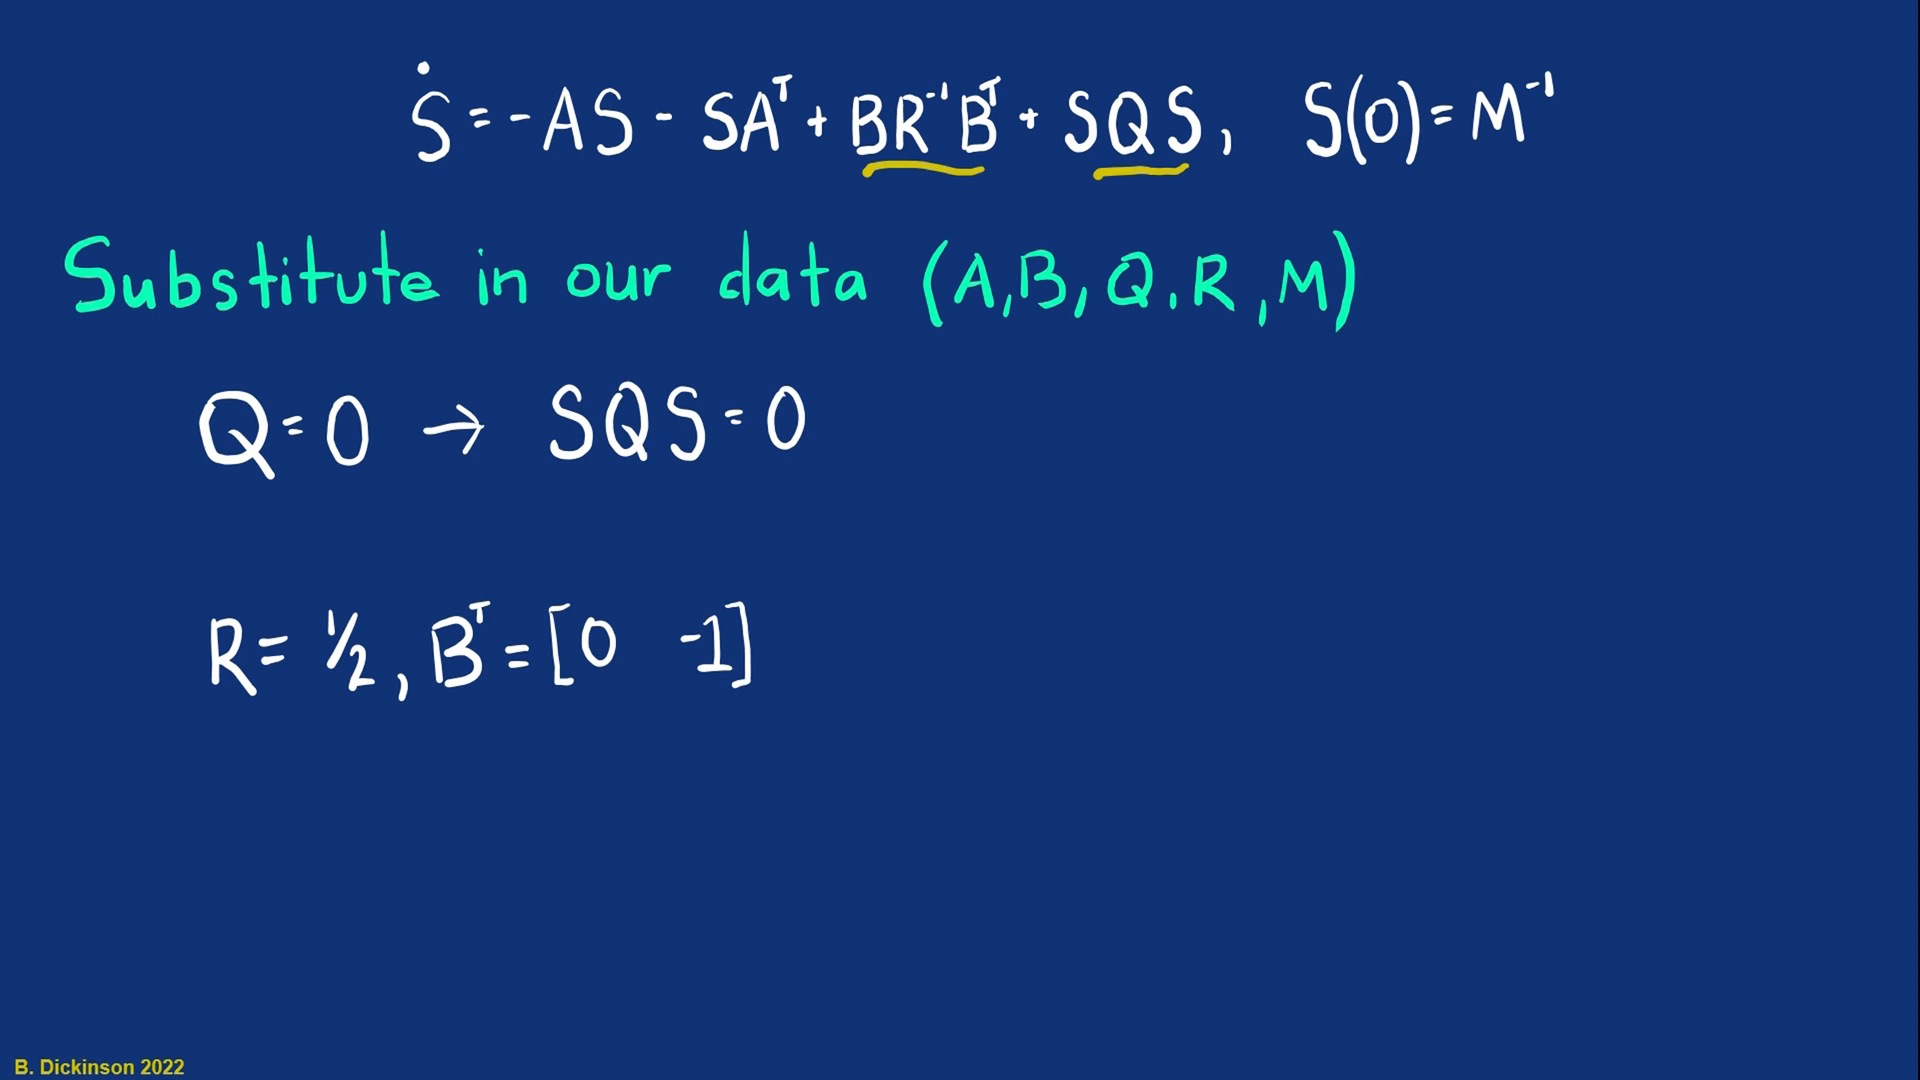 Ṡ = -AS - SAᵀ + BR⁻¹Bᵀ + SQS, S(0) = M⁻¹
Substitute in our data (A, B, Q, R, M)
Q = 0 → SQS = 0
R = 1/2, Bᵀ = [0 -1]
B. Dickinson 2022